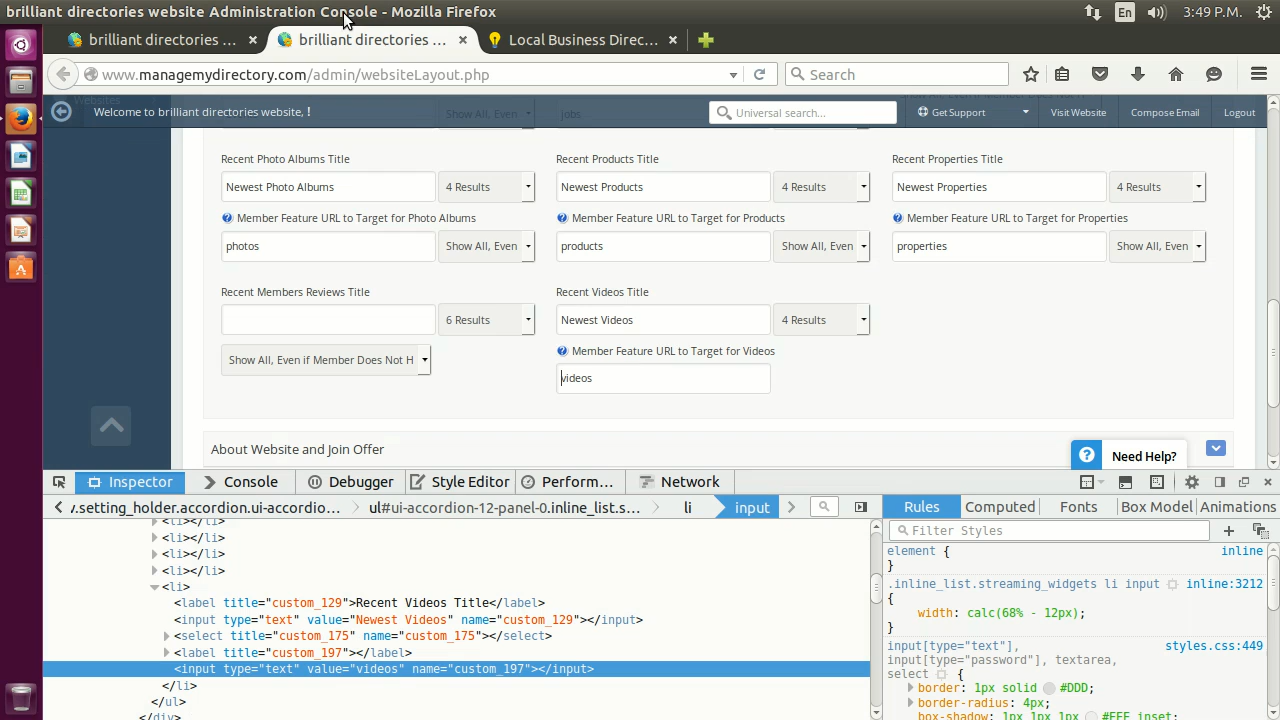 brilliant directories website Administration Console - Mozilla Firefox
En
3:49 P.M.
brilliant directories ...
brilliant directories ...
Local Business Direc...
www.managemydirectory.com/admin/websiteLayout.php
Search
Websites
Welcome to brilliant directories website, !
Show All, Even
jobs
Universal search...
Get Support
Visit Website
Compose Email
Logout
Recent Photo Albums Title
Recent Products Title
Recent Properties Title
Newest Photo Albums
4 Results
Newest Products
4 Results
Newest Properties
4 Results
Member Feature URL to Target for Photo Albums
Member Feature URL to Target for Products
Member Feature URL to Target for Properties
photos
Show All, Even
products
Show All, Even
properties
Show All, Even
Recent Members Reviews Title
Recent Videos Title
6 Results
Newest Videos
4 Results
Show All, Even if Member Does Not H
Member Feature URL to Target for Videos
videos
About Website and Join Offer
Need Help?
Inspector
Console
Debugger
Style Editor
Perform...
Network
/.setting_holder.accordion.ui-accordio...
ul#ui-accordion-12-panel-0.inline_list.s...
li
input
Rules
Computed
Fonts
Box Model
Animations
Filter Styles
<li></li>
<li></li>
<li></li>
<li></li>
<li>
<label title="custom_129">Recent Videos Title</label>
<input type="text" value="Newest Videos" name="custom_129"></input>
<select title="custom_175" name="custom_175"></select>
<label title="custom_197"></label>
<input type="text" value="videos" name="custom_197"></input>
</li>
</ul>
</div>
element {
inline
}
.inline_list.streaming_widgets li input
inline:3212
{
width: calc(68% - 12px);
}
input[type="text"],
styles.css:449
input[type="password"], textarea,
select {
border: 1px solid #DDD;
border-radius: 4px;
box-shadow: 1px 1px 1px #FFF inset;